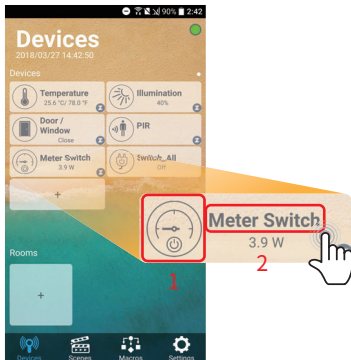 90% 2:42
Devices
2018/03/27 14:42:50
Devices
Temperature
25.6 °C/ 78.0 °F
Illumination
40%
Door /
Window
Close
PIR
Meter Switch
3.9 W
Switch_All
Off
+
Meter Switch
3.9 W
1
2
Rooms
+
Devices
Scenes
Macros
Settings